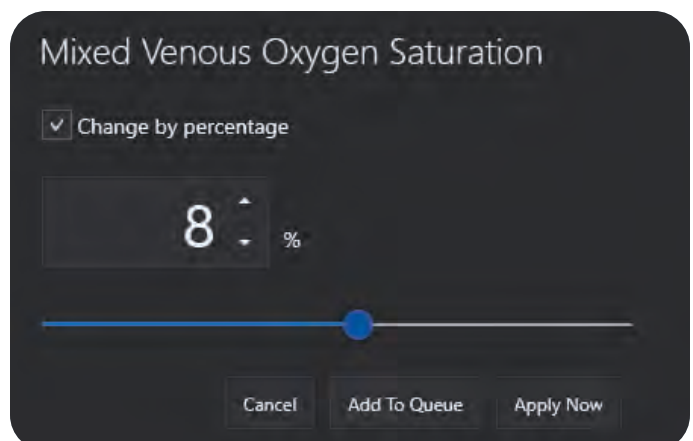 Mixed Venous Oxygen Saturation
Change by percentage
8 %
Cancel Add To Queue Apply Now